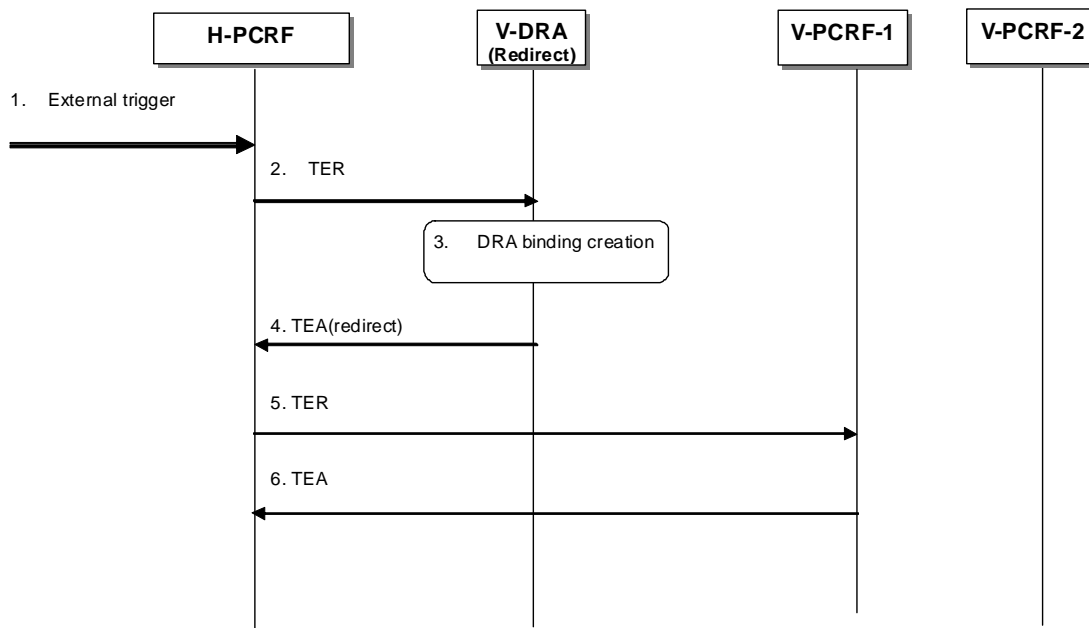 H-PCRF
V-DRA
(Redirect)
V-PCRF-1
V-PCRF-2
1. External trigger
2. TER
3. DRA binding creation
4. TEA(redirect)
5. TER
6. TEA